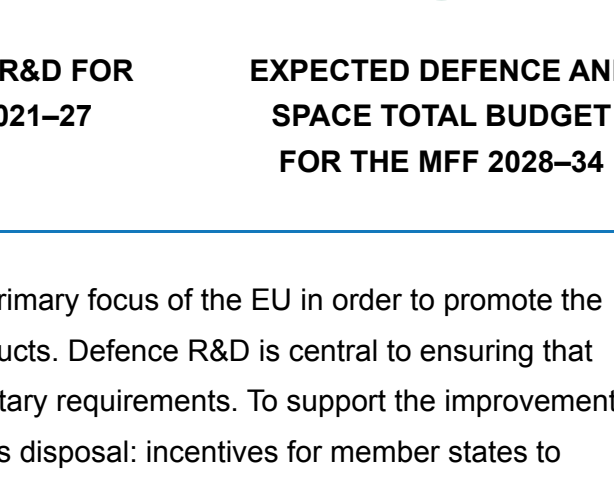 R&D FOR
021–27
EXPECTED DEFENCE AN
SPACE TOTAL BUDGET
FOR THE MFF 2028–34
rimary focus of the EU in order to promote the
ucts. Defence R&D is central to ensuring that
tary requirements. To support the improvement
s disposal: incentives for member states to